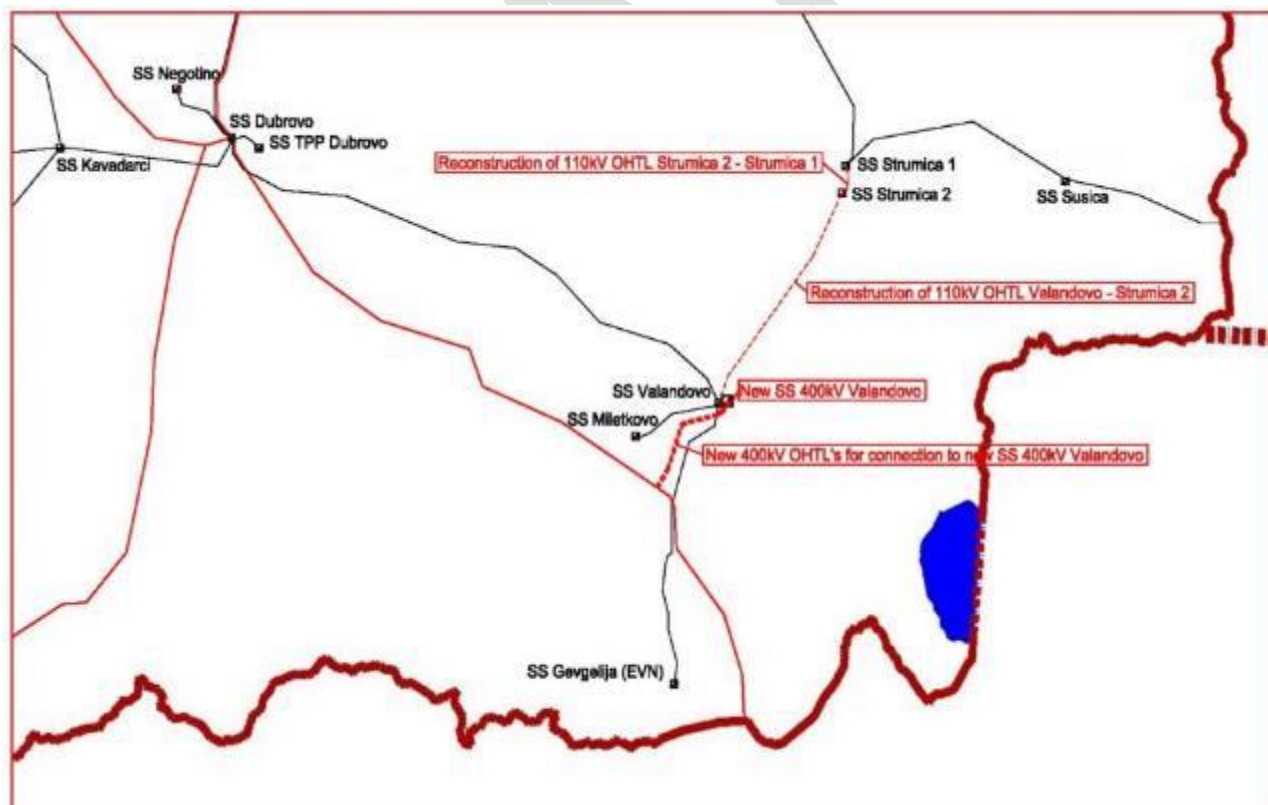 SS Negotino
SS Dubrovo
SS TPP Dubrovo
SS Kavadarci
Reconstruction of 110kV OHTL Strumica 2 - Strumica 1
SS Strumica 1
SS Strumica 2
SS Susica
Reconstruction of 110kV OHTL Valandovo - Strumica 2
SS Valandovo
New SS 400kV Valandovo
SS Miletkovo
New 400kV OHTL's for connection to new SS 400kV Valandovo
SS Gevgelija (EVN)